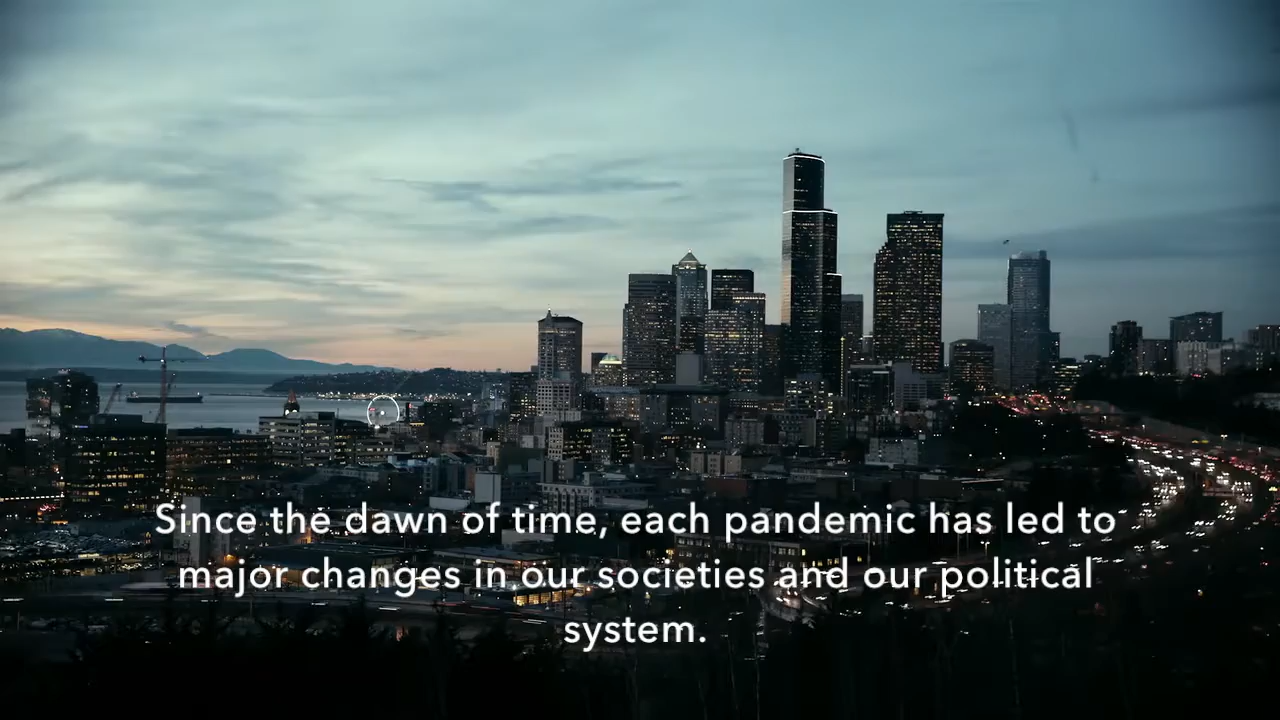 Since the dawn of time, each pandemic has led to
major changes in our societies and our political
system.